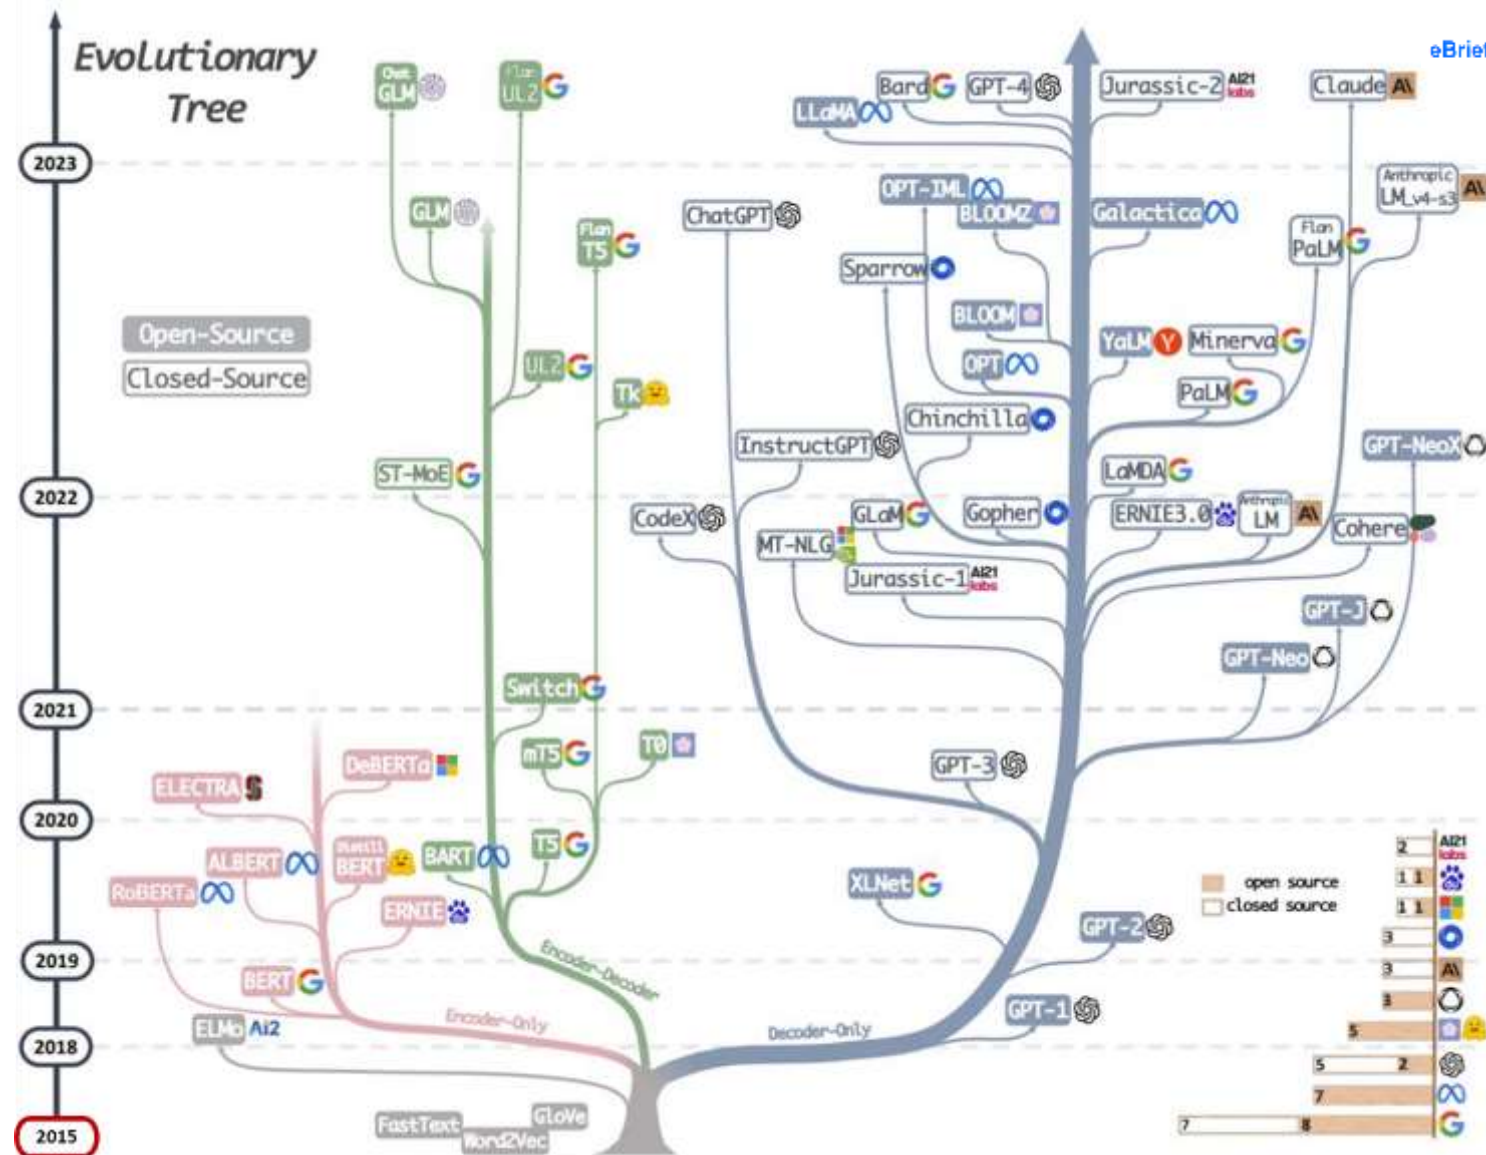 Evolutionary
Tree
eBrief
Chat
GLM
Flan
UL2
Bard
GPT-4
Jurassic-2
AI21
labs
Claude
A\
LLaMA
2023
OPT-IML
Anthropic
LM_v4-s3
A\
GLM
ChatGPT
BLOOMZ
Galactica
Flan
T5
Flan
PaLM
Sparrow
Open-Source
BLOOM
YaLM
Minerva
Closed-Source
UL2
OPT
Tk
PaLM
Chinchilla
InstructGPT
GPT-NeoX
ST-MoE
LaMDA
2022
CodeX
GLaM
Gopher
ERNIE3.0
Anthropic
LM
A\
Cohere
MT-NLG
Jurassic-1
AI21
labs
GPT-J
GPT-Neo
Switch
2021
mT5
T0
DeBERTa
GPT-3
ELECTRA
2020
BART
T5
ALBERT
Distill
BERT
XLNet
RoBERTa
ERNIE
GPT-2
2019
Encoder-Decoder
BERT
GPT-1
Encoder-Only
Decoder-Only
ELMo
Ai2
2018
FastText
GloVe
Word2Vec
2015
open source
closed source
2
AI21
labs
1 1
1 1
3
3
A\
3
5
5 2
7
7 8